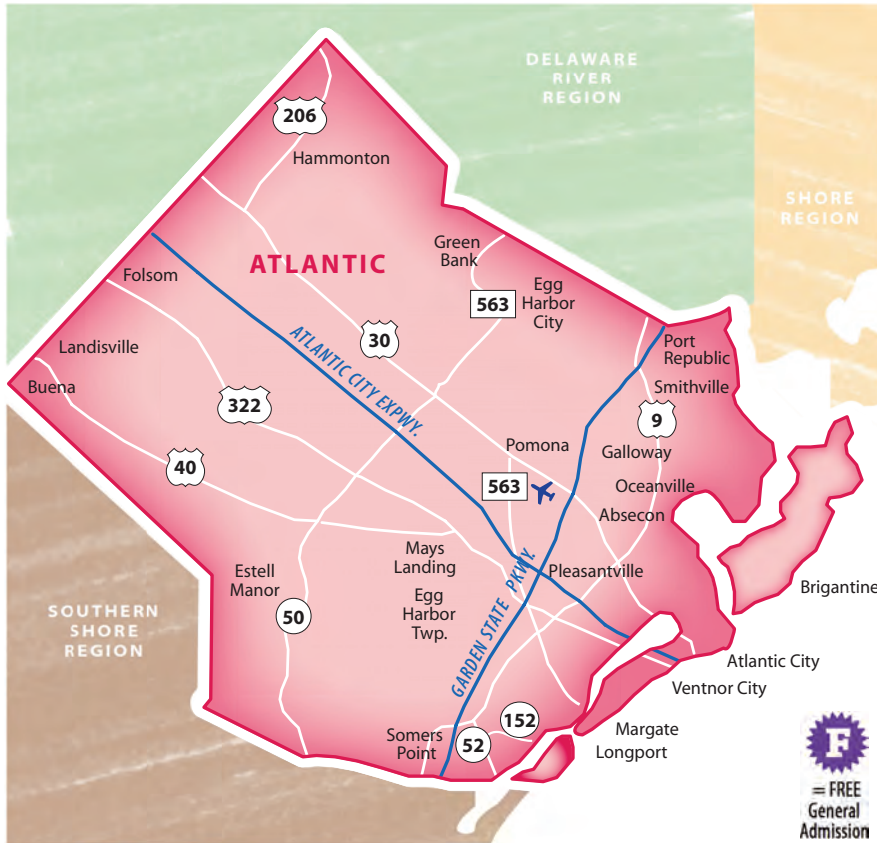 DELAWARE
RIVER
REGION
206
Hammonton
SHORE
REGION
Green
Bank
ATLANTIC
Folsom
Egg
Harbor
City
563
30
ATLANTIC CITY EXPWY.
Port
Republic
Landisville
Smithville
Buena
322
9
Pomona
Galloway
40
563
Oceanville
Absecon
Mays
Landing
Pleasantville
Estell
Manor
Brigantine
Egg
Harbor
Twp.
SOUTHERN
SHORE
REGION
50
GARDEN STATE PKWY.
Atlantic City
Ventnor City
152
Somers
Point
52
Margate
Longport
F
= FREE
General
Admission